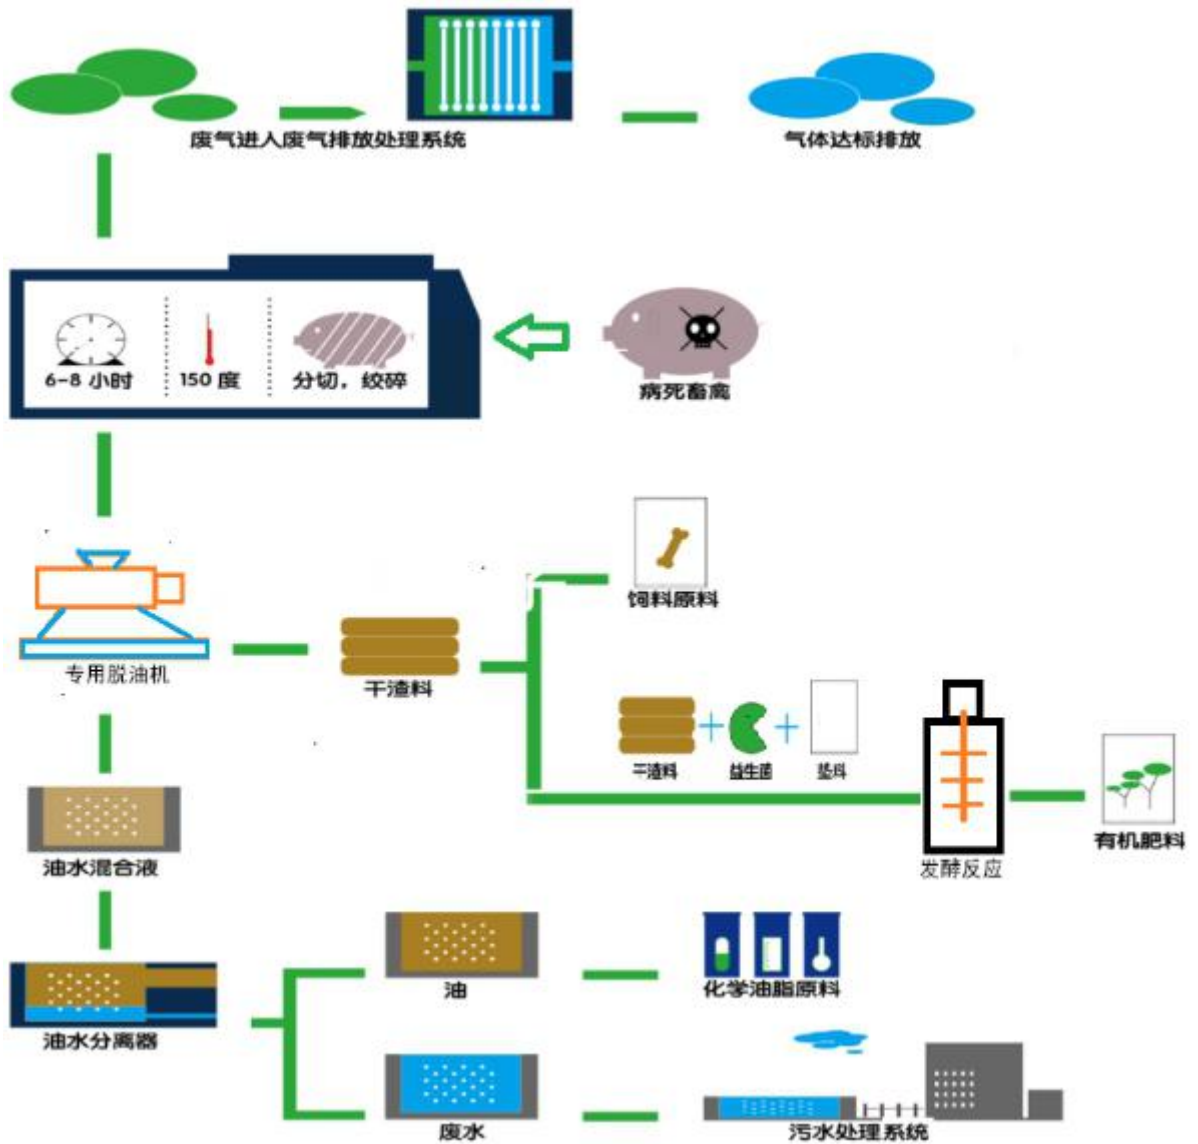 废气进入废气排放处理系统
气体达标排放
6-8 小时
150 度
分切，绞碎
病死畜禽
饲料原料
专用脱油机
干渣料
干渣料
益生菌
垫料
有机肥料
发酵反应
油水混合液
油
化学油脂原料
油水分离器
废水
污水处理系统